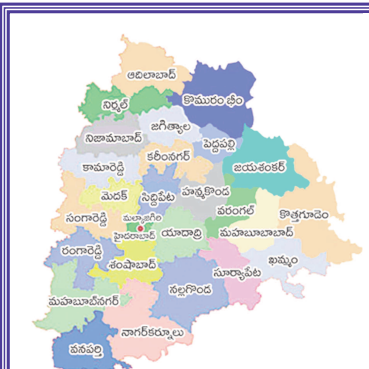 ఆదిలాబాద్
నిర్మల్
కొమురం భీం
జగిత్యాల
నిజామాబాద్
పెద్దపల్లి
కరీంనగర్
జయశంకర్
కామారెడ్డి
మెదక్
సిద్దిపేట
హన్మకొండ
వరంగల్
కొత్తగూడెం
సంగారెడ్డి
మల్కాజిగిరి
హైదరాబాద్
యాదాద్రి
మహబూబాబాద్
రంగారెడ్డి
శంషాబాద్
ఖమ్మం
సూర్యాపేట
నల్లగొండ
మహబూబ్‌నగర్
నాగర్‌కర్నూలు
వనపర్తి